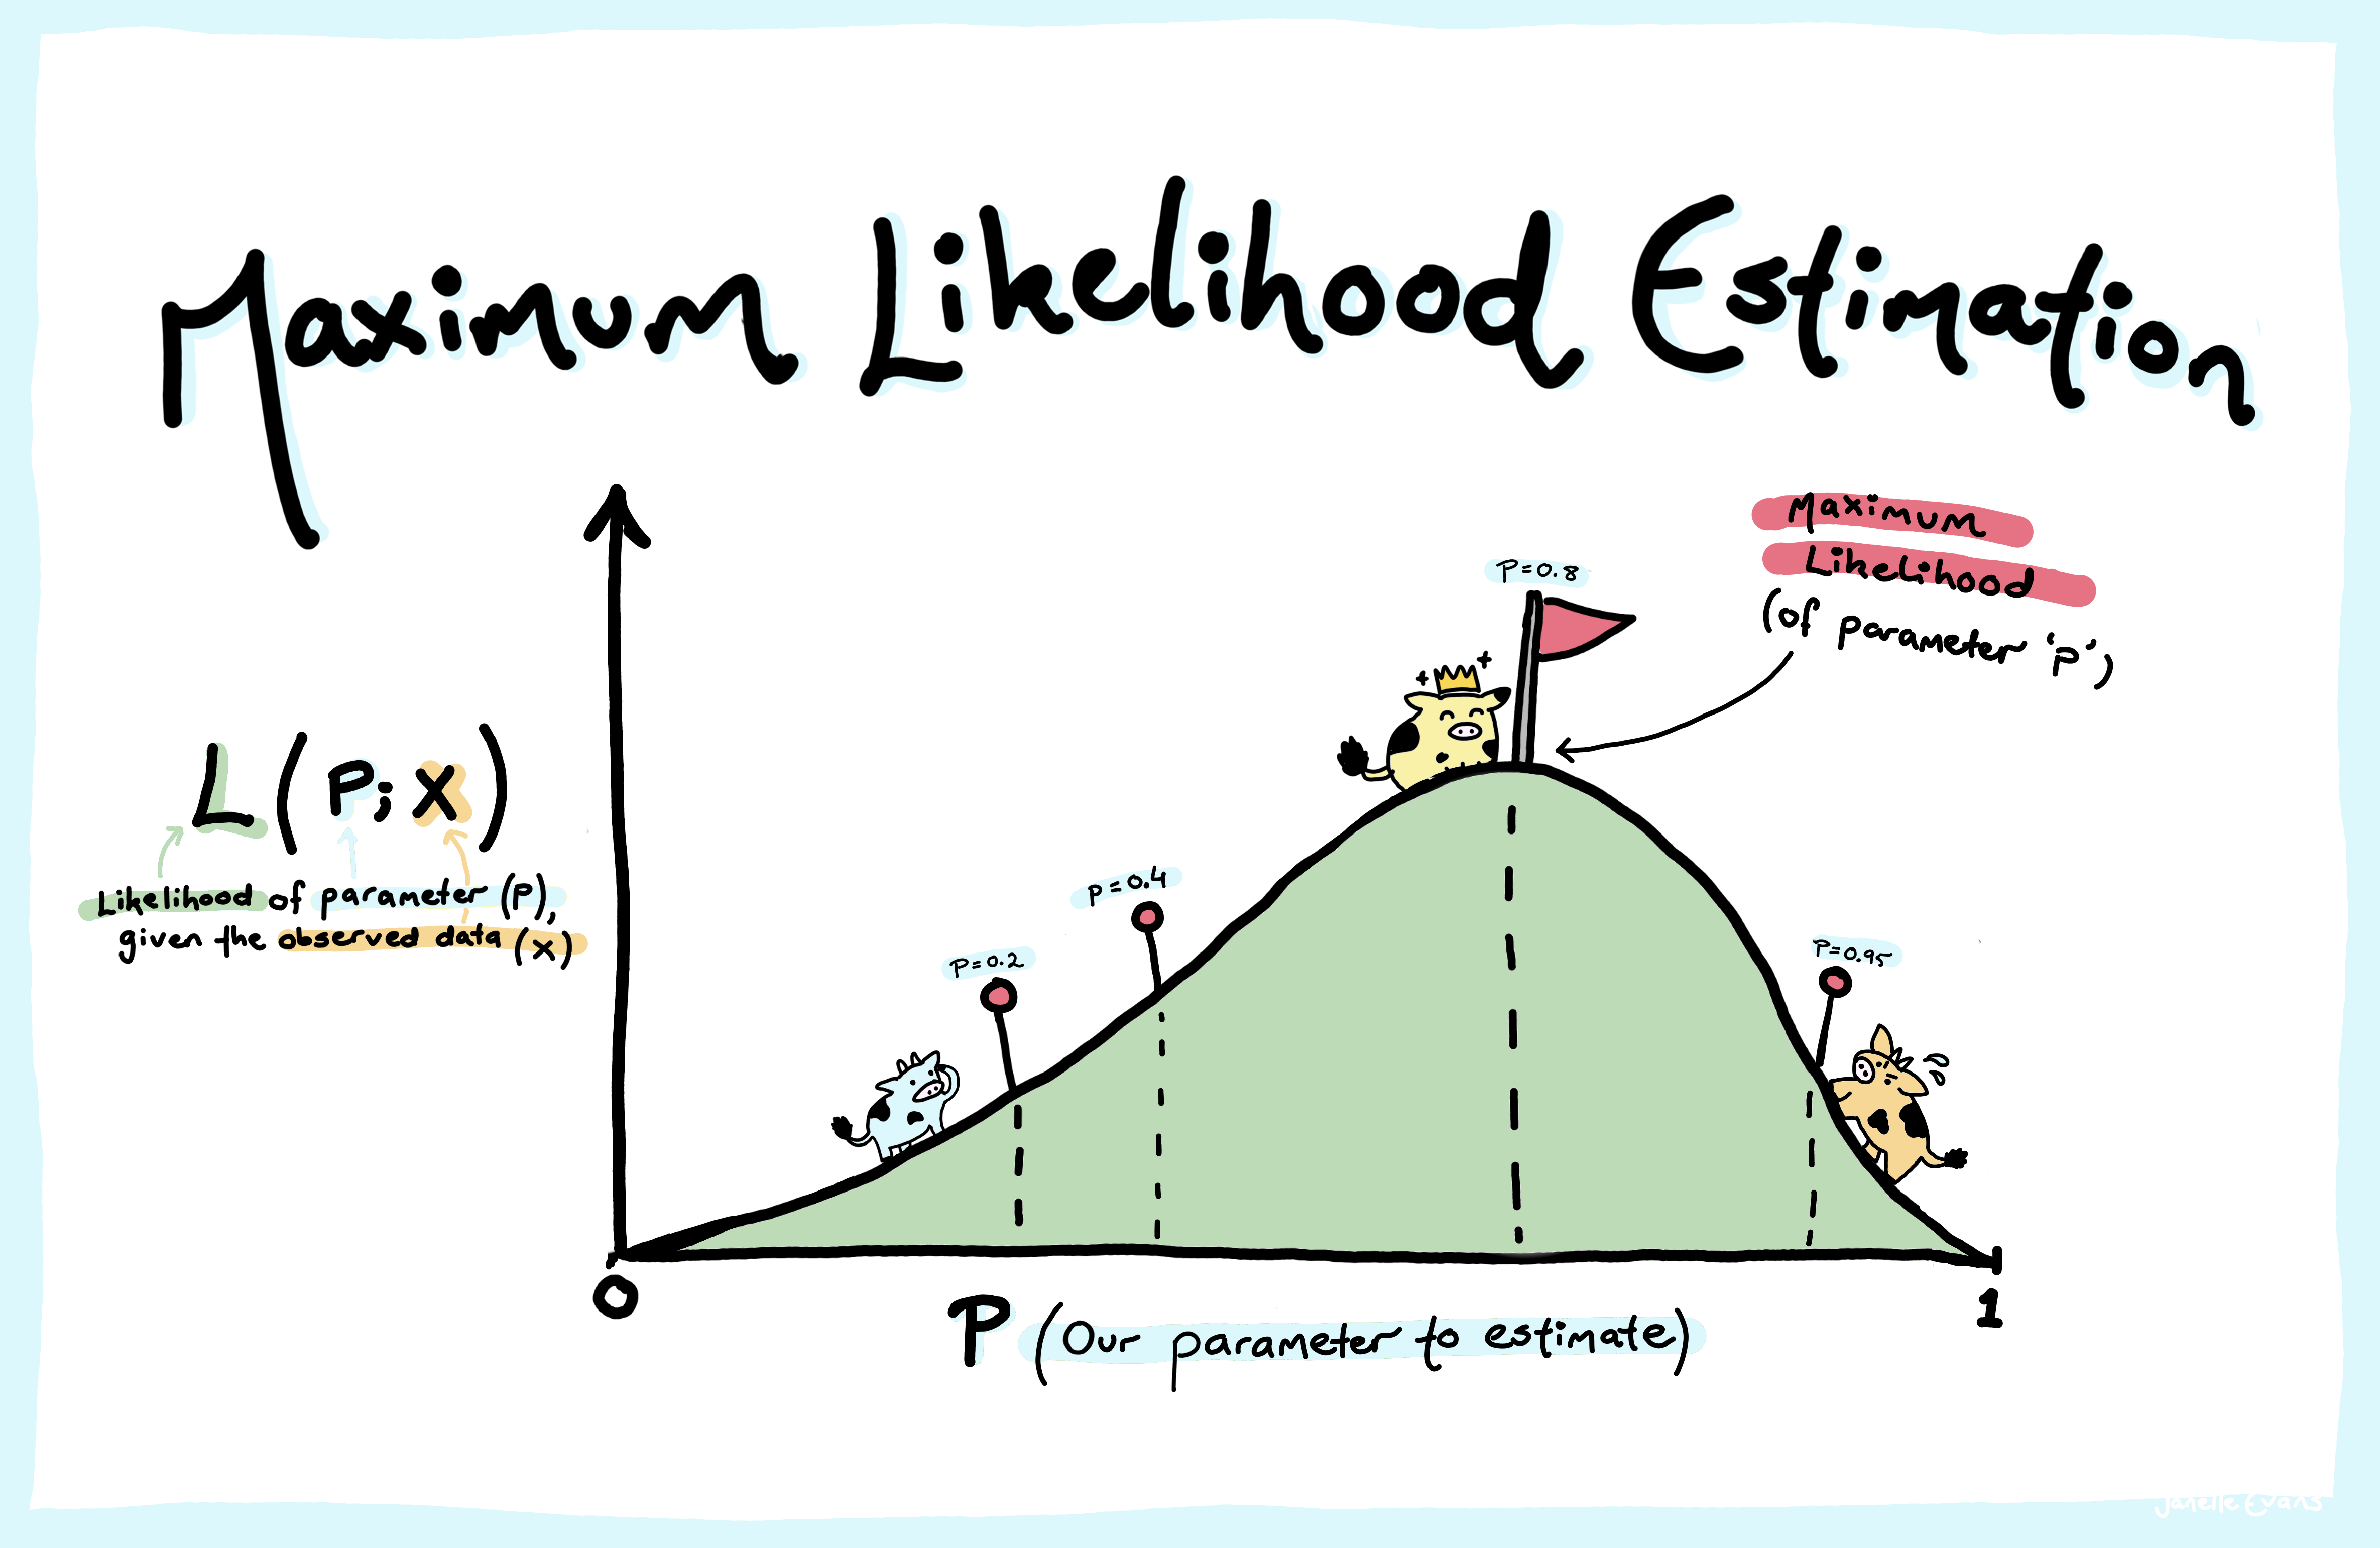 Maximum Likelihood Estimation
Maximum
Likelihood
(of parameter 'p')
P=0.8
L(P; X)
Likelihood of parameter (P),
given the observed data (x)
P=0.4
P=0.2
P=0.95
0
1
P (Our parameter to estimate)
Janelle Evans